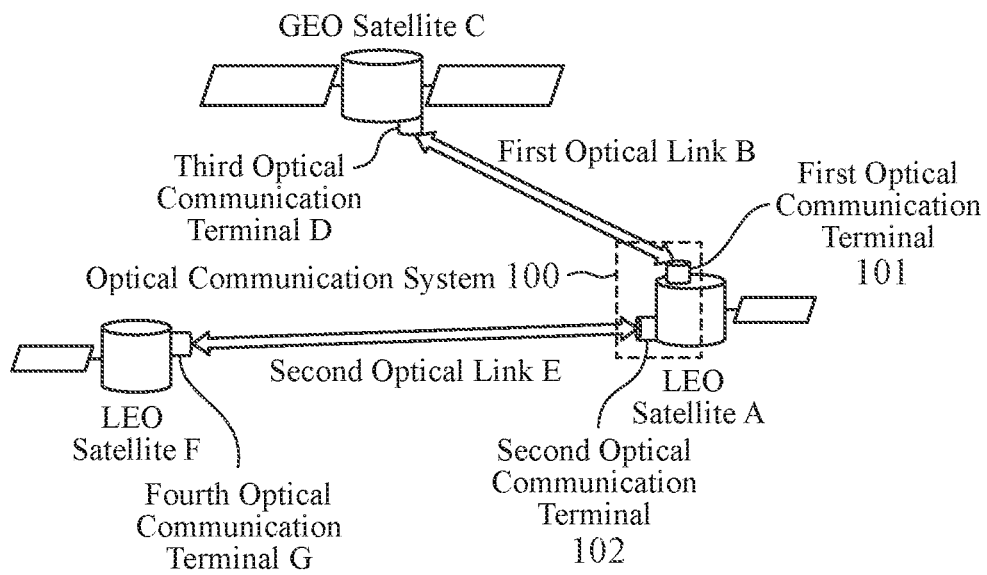 GEO Satellite C
Third Optical
Communication
Terminal D
First Optical Link B
First Optical
Communication
Terminal
101
Optical Communication System 100
Second Optical Link E
LEO
Satellite F
LEO
Satellite A
Fourth Optical
Communication
Terminal G
Second Optical
Communication
Terminal
102